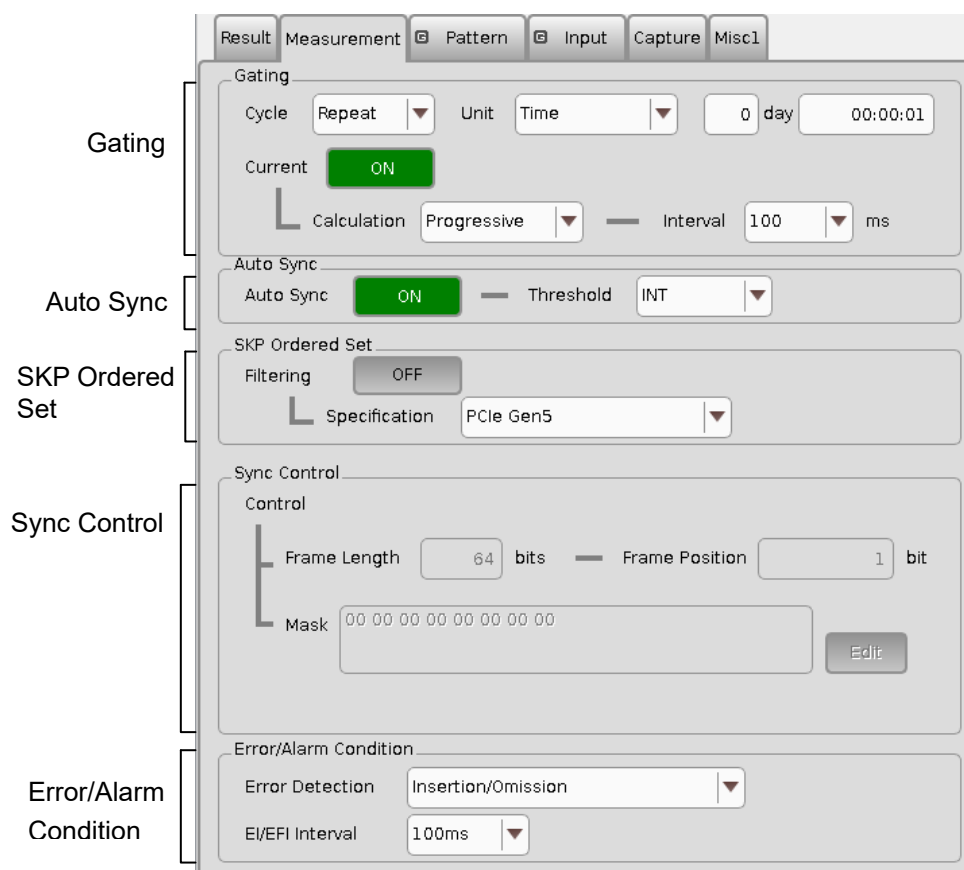 Result Measurement G Pattern G Input Capture Misc1
Gating
Gating
Cycle Repeat Unit Time 0 day 00:00:01
Current ON
Calculation Progressive Interval 100 ms
Auto Sync
Auto Sync
Auto Sync ON Threshold INT
SKP Ordered
Set
SKP Ordered Set
Filtering OFF
Specification PCIe Gen5
Sync Control
Sync Control
Control
Frame Length 64 bits Frame Position 1 bit
Mask 00 00 00 00 00 00 00 00
Edit
Error/Alarm
Condition
Error/Alarm Condition
Error Detection Insertion/Omission
EI/EFI Interval 100ms